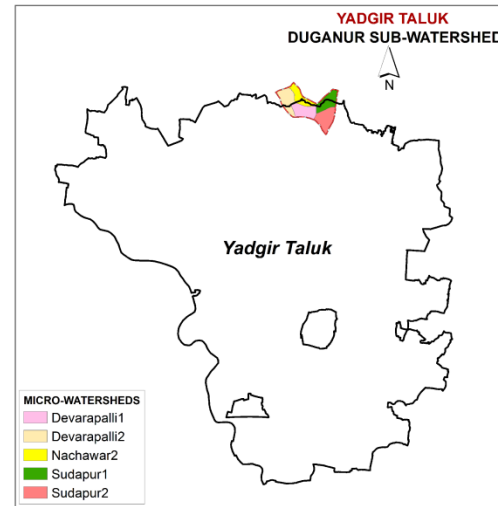 YADGIR TALUK
DUGANUR SUB-WATERSHED
N
Yadgir Taluk
MICRO-WATERSHEDS
Devarapalli1
Devarapalli2
Nachawar2
Sudapur1
Sudapur2